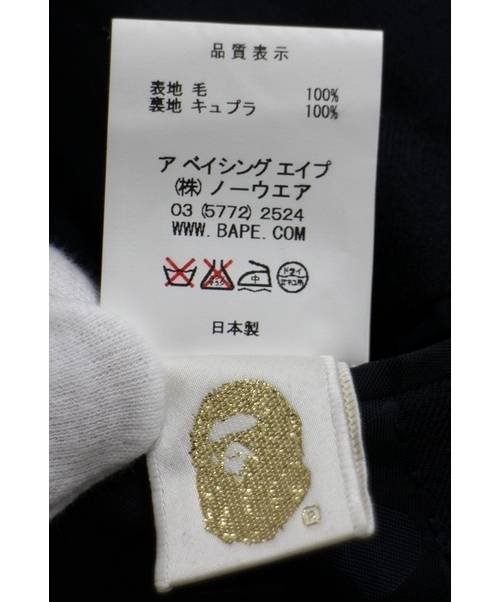 品質表示
表地 毛 100%
裏地 キュプラ 100%
ア ベイシング エイプ
(株) ノーウエア
03 (5772) 2524
WWW. BAPE. COM
中
ドライ
日本製